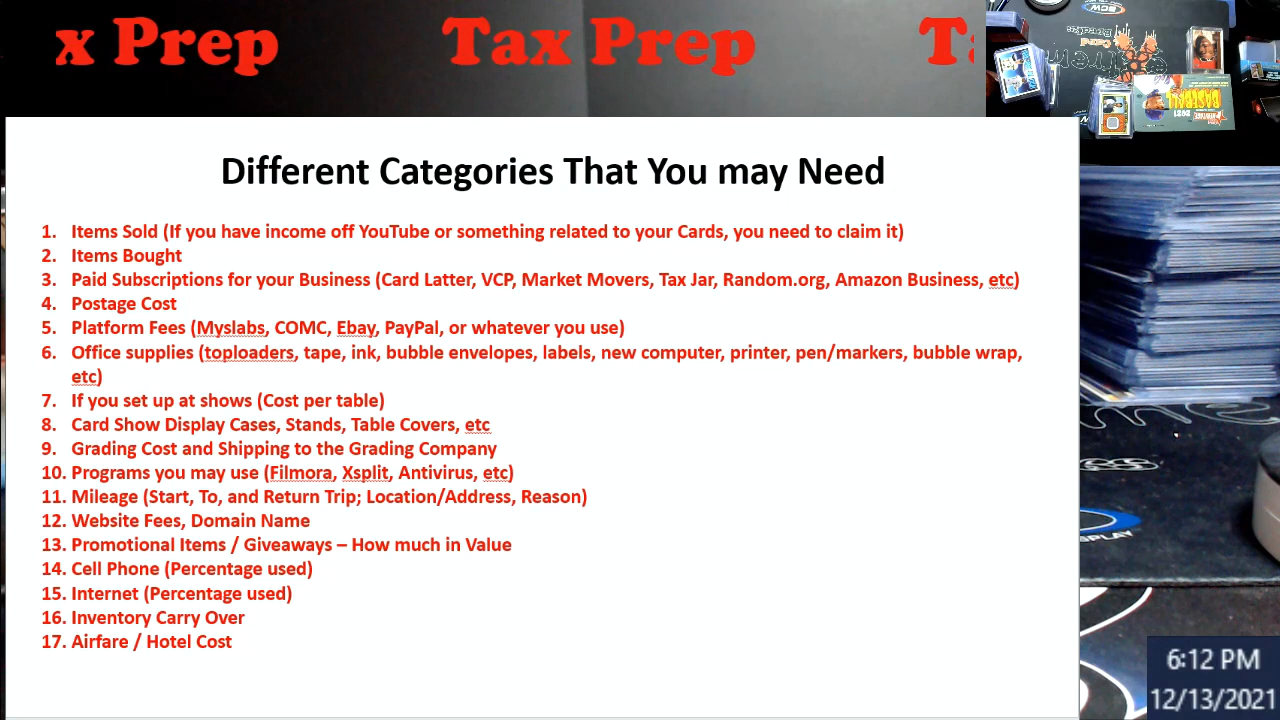 x Prep Tax Prep Ta
Different Categories That You may Need
1. Items Sold (If you have income off YouTube or something related to your Cards, you need to claim it)
2. Items Bought
3. Paid Subscriptions for your Business (Card Latter, VCP, Market Movers, Tax Jar, Random.org, Amazon Business, etc)
4. Postage Cost
5. Platform Fees (Myslabs, COMC, Ebay, PayPal, or whatever you use)
6. Office supplies (toploaders, tape, ink, bubble envelopes, labels, new computer, printer, pen/markers, bubble wrap,
etc)
7. If you set up at shows (Cost per table)
8. Card Show Display Cases, Stands, Table Covers, etc
9. Grading Cost and Shipping to the Grading Company
10. Programs you may use (Filmora, Xsplit, Antivirus, etc)
11. Mileage (Start, To, and Return Trip; Location/Address, Reason)
12. Website Fees, Domain Name
13. Promotional Items / Giveaways – How much in Value
14. Cell Phone (Percentage used)
15. Internet (Percentage used)
16. Inventory Carry Over
17. Airfare / Hotel Cost
BCW
2021
BASEBALL
6:12 PM
12/13/2021